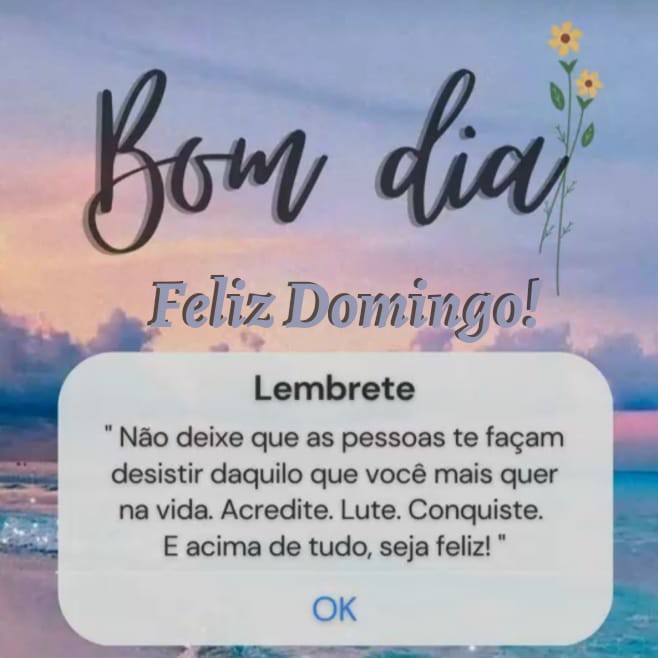 Bom dia
Feliz Domingo!
Lembrete
" Não deixe que as pessoas te façam
desistir daquilo que você mais quer
na vida. Acredite. Lute. Conquiste.
E acima de tudo, seja feliz! "
OK